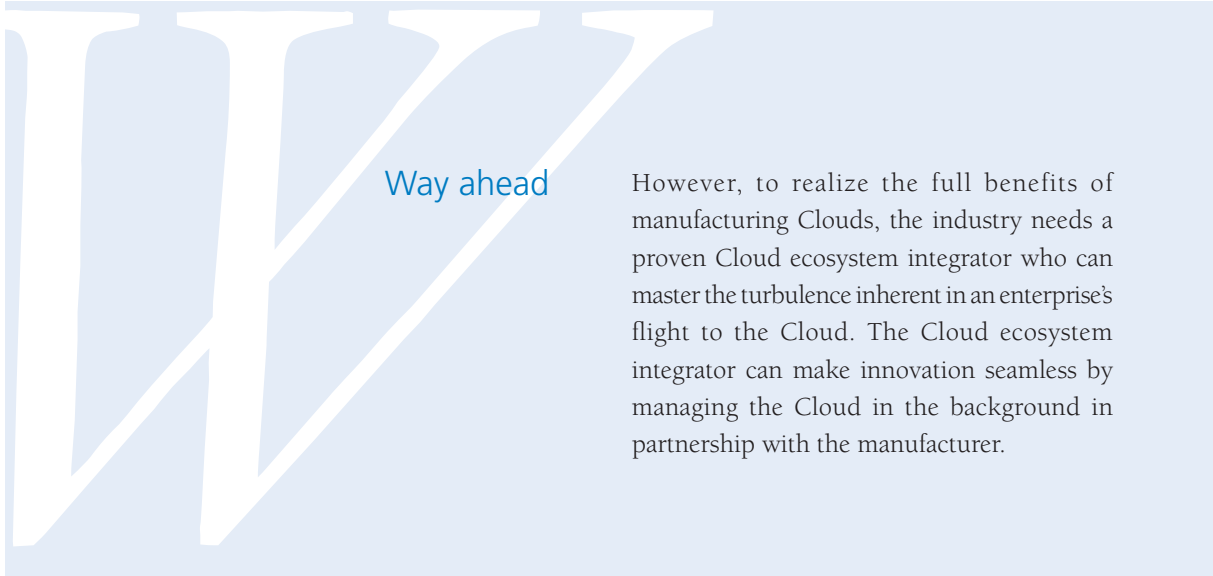 W
Way ahead
However, to realize the full benefits of
manufacturing Clouds, the industry needs a
proven Cloud ecosystem integrator who can
master the turbulence inherent in an enterprise's
flight to the Cloud. The Cloud ecosystem
integrator can make innovation seamless by
managing the Cloud in the background in
partnership with the manufacturer.